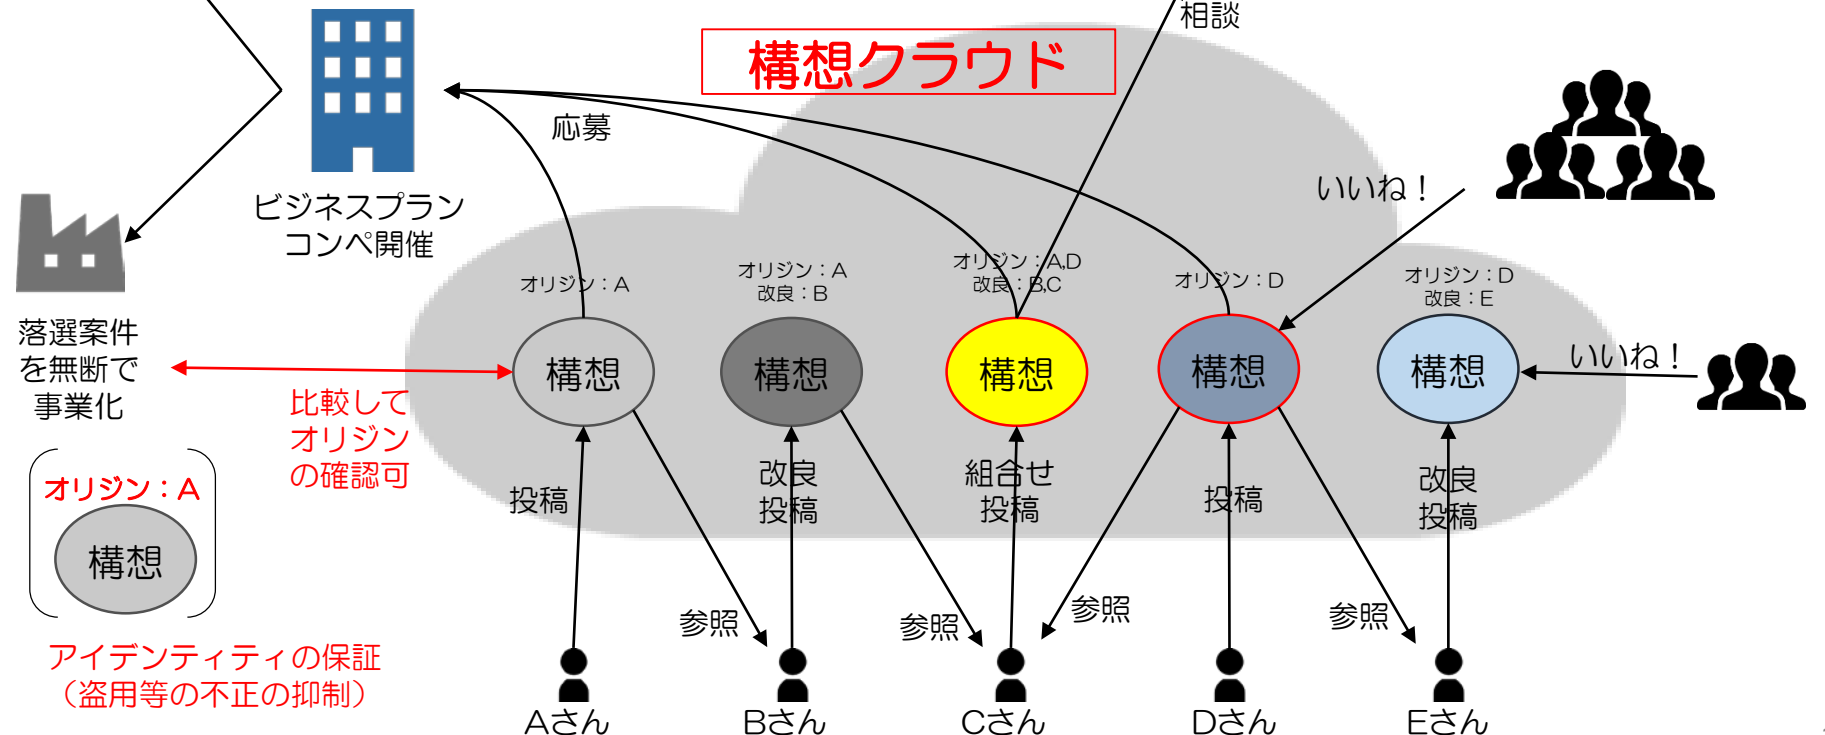 相談
構想クラウド
応募
いいね！
ビジネスプラン
コンペ開催
オリジン：A
オリジン：A
改良：B
オリジン：A,D
改良：B,C
オリジン：D
オリジン：D
改良：E
落選案件
を無断で
事業化
構想
構想
構想
構想
構想
いいね！
比較して
オリジン
の確認可
オリジン：A
構想
投稿
改良
投稿
組合せ
投稿
投稿
改良
投稿
参照
参照
参照
参照
アイデンティティの保証
（盗用等の不正の抑制）
Aさん
Bさん
Cさん
Dさん
Eさん